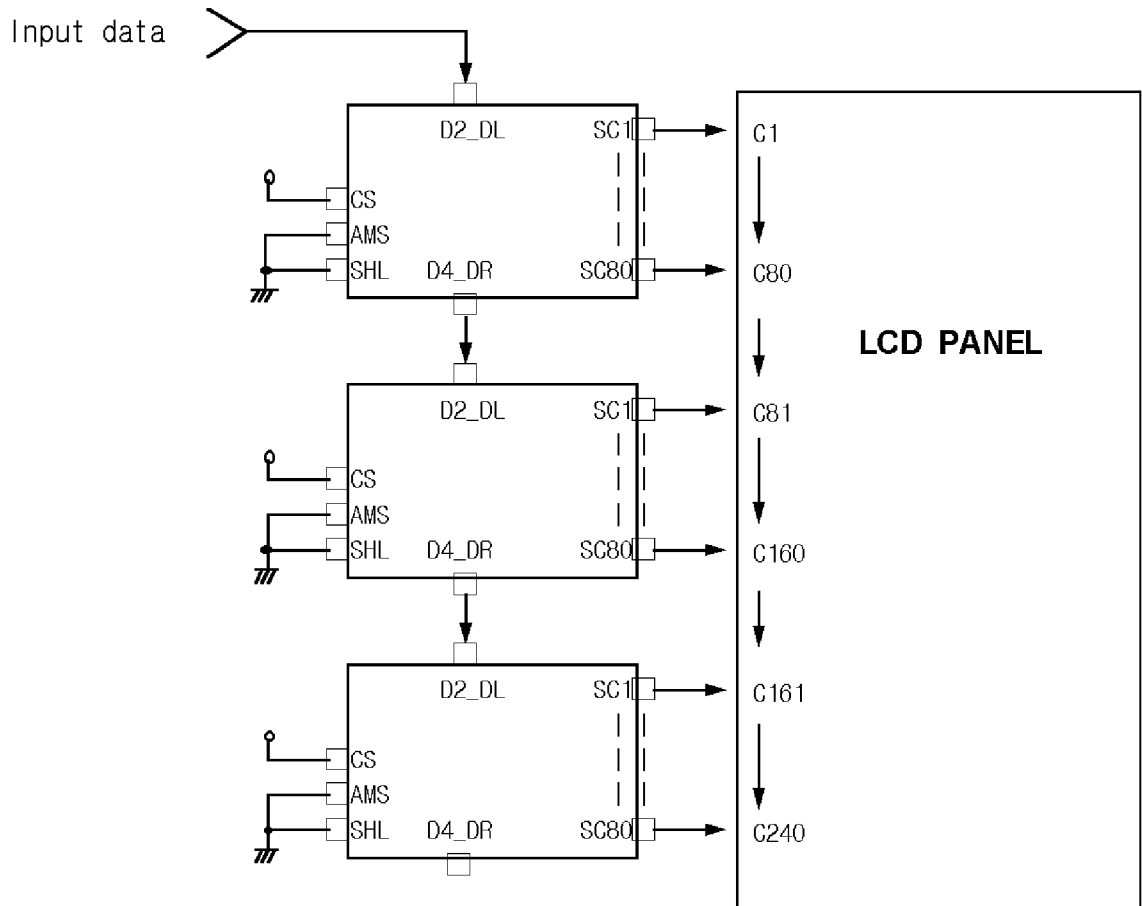 Input data
D2_DL SC1 C1
CS
AMS
SHL D4_DR SC80 C80
LCD PANEL
D2_DL SC1 C81
CS
AMS
SHL D4_DR SC80 C160
D2_DL SC1 C161
CS
AMS
SHL D4_DR SC80 C240